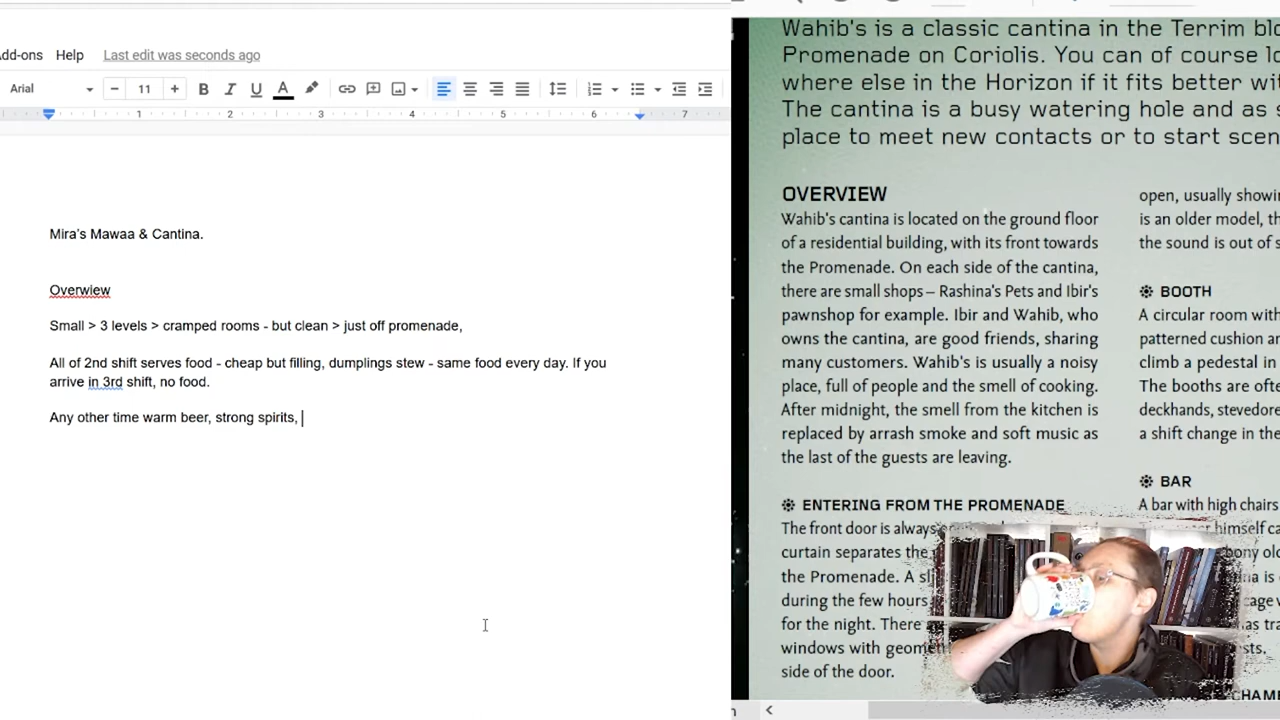 Add-ons Help Last edit was seconds ago
Arial 11 B I U A
1 2 3 4 5 6 7
Mira's Mawaa & Cantina.
Overwiew
Small > 3 levels > cramped rooms - but clean > just off promenade,
All of 2nd shift serves food - cheap but filling, dumplings stew - same food every day. If you
arrive in 3rd shift, no food.
Any other time warm beer, strong spirits,
Wahib's is a classic cantina in the Terrim
Promenade on Coriolis. You can of course
where else in the Horizon if it fits better
The cantina is a busy watering hole and as
place to meet new contacts or to start
OVERVIEW
Wahib's cantina is located on the ground floor
of a residential building, with its front towards
the Promenade. On each side of the cantina,
there are small shops – Rashina's Pets and Ibir's
pawnshop for example. Ibir and Wahib, who
owns the cantina, are good friends, sharing
many customers. Wahib's is usually a noisy
place, full of people and the smell of cooking.
After midnight, the smell from the kitchen is
replaced by arrash smoke and soft music as
the last of the guests are leaving.
ENTERING FROM THE PROMENADE
The front door is always
curtain separates the
the Promenade. A
during the few hours
for the night. There
windows with
side of the door.
open, usually
is an older model,
the sound is out of
BOOTH
A circular room with
patterned cushion
climb a pedestal in
The booths are
deckhands,
a shift change in the
BAR
A bar with high chairs
himself